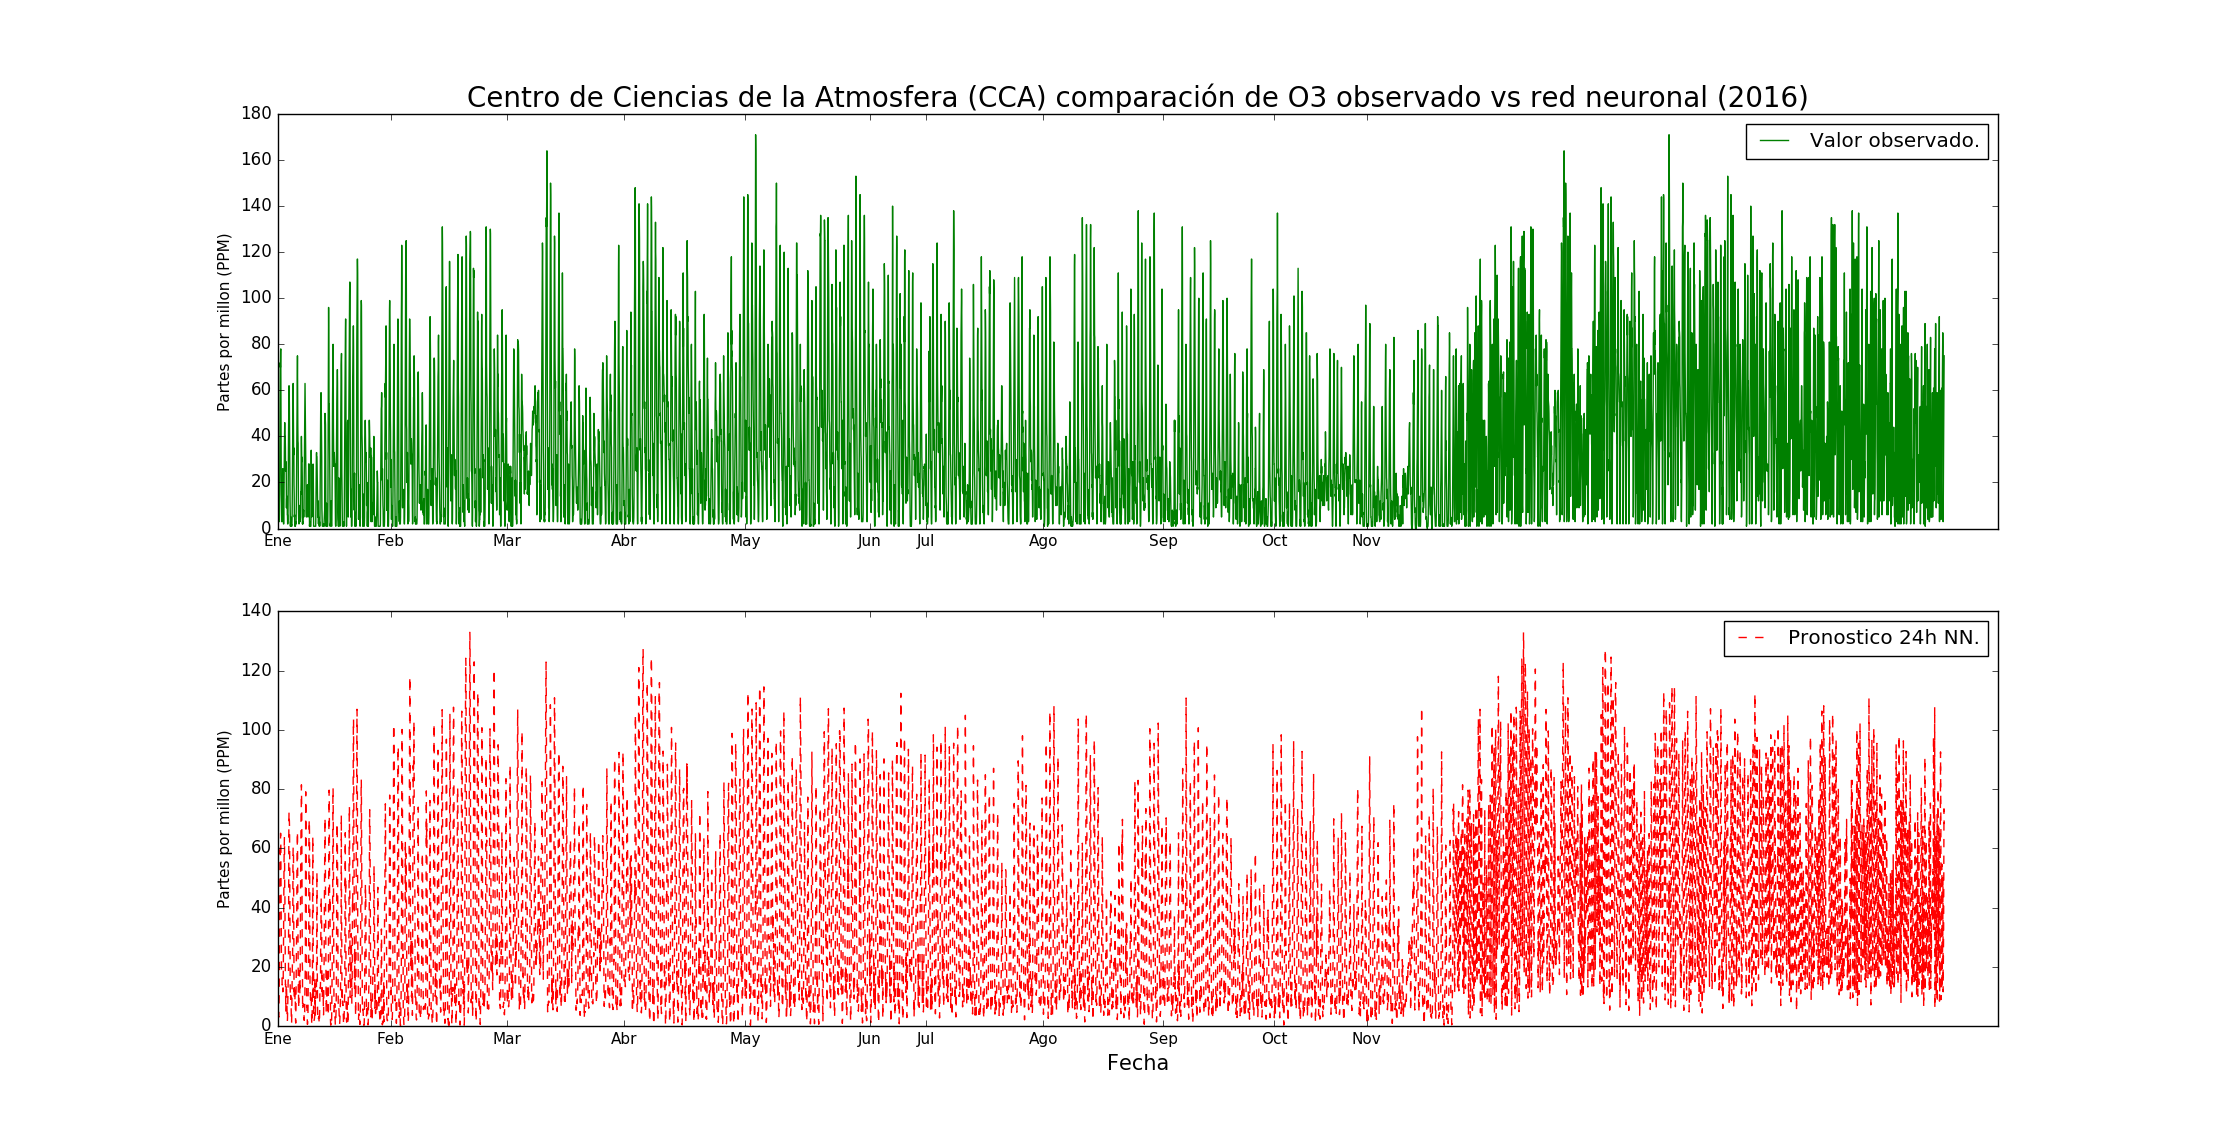 Centro de Ciencias de la Atmosfera (CCA) comparación de O3 observado vs red neuronal (2016)
180
160
140
120
100
80
60
40
20
0
Partes por millon (PPM)
Valor observado.
Ene Feb Mar Abr May Jun Jul Ago Sep Oct Nov
140
120
100
80
60
40
20
0
Partes por millon (PPM)
Pronostico 24h NN.
Ene Feb Mar Abr May Jun Jul Ago Sep Oct Nov
Fecha